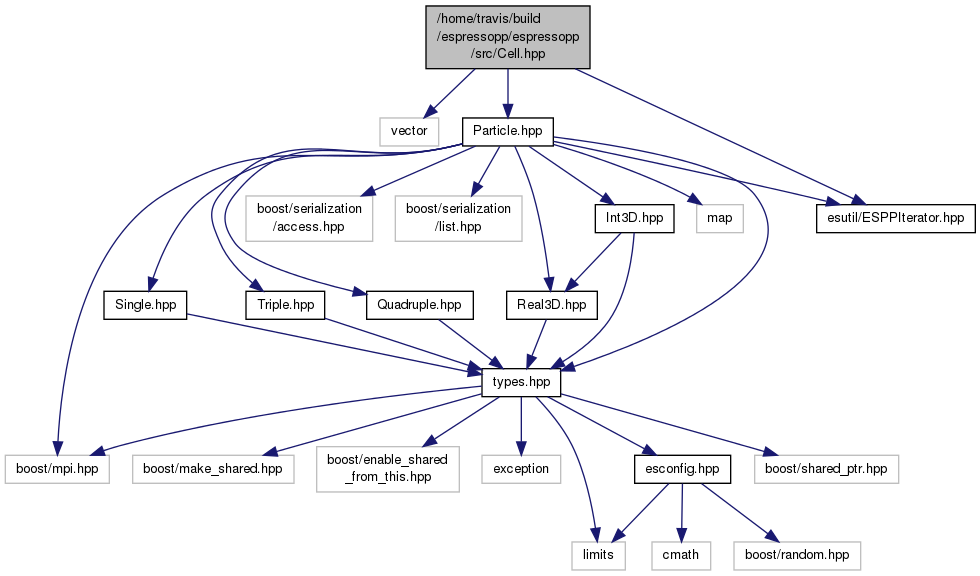 /home/travis/build
/espressopp/espressopp
/src/Cell.hpp
vector
Particle.hpp
boost/serialization
/access.hpp
boost/serialization
/list.hpp
Int3D.hpp
map
esutil/ESPPIterator.hpp
Single.hpp
Triple.hpp
Quadruple.hpp
Real3D.hpp
types.hpp
boost/mpi.hpp
boost/make_shared.hpp
boost/enable_shared
_from_this.hpp
exception
esconfig.hpp
boost/shared_ptr.hpp
limits
cmath
boost/random.hpp